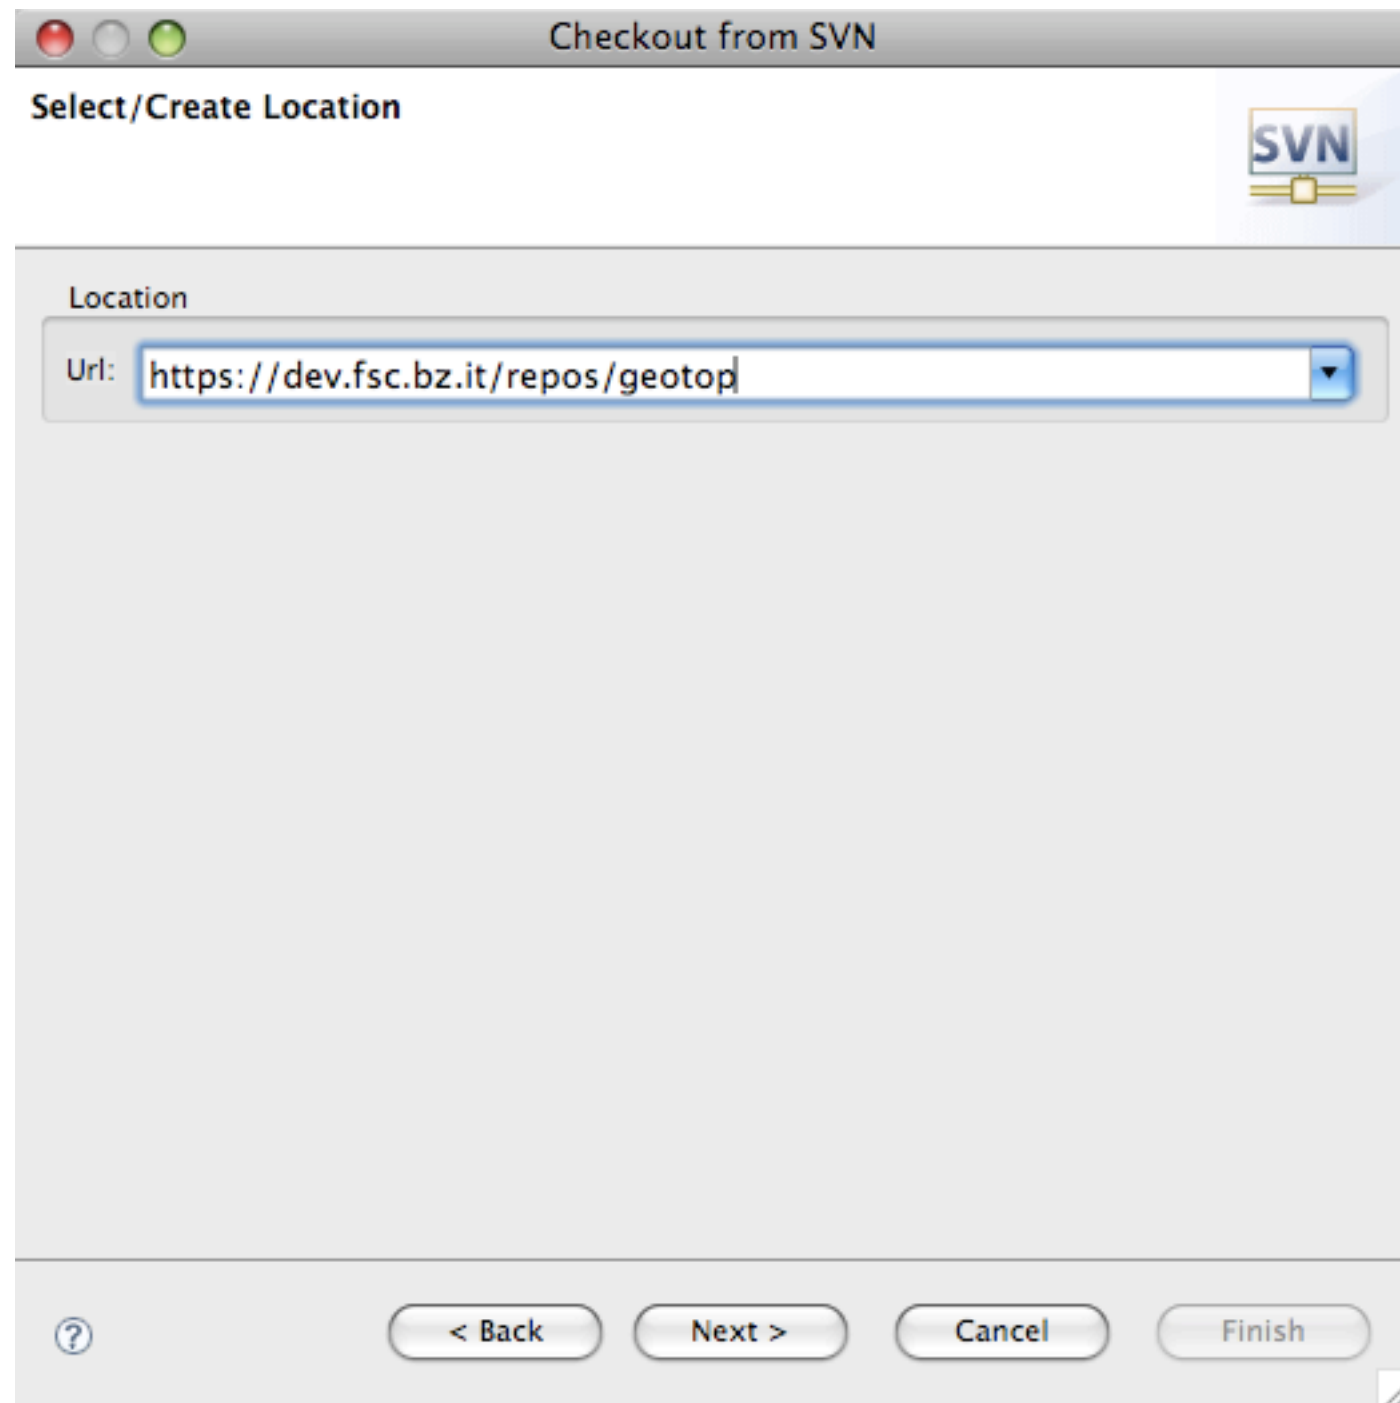 Checkout from SVN
Select/Create Location
SVN
Location
Url: https://dev.fsc.bz.it/repos/geotop
? < Back Next > Cancel Finish